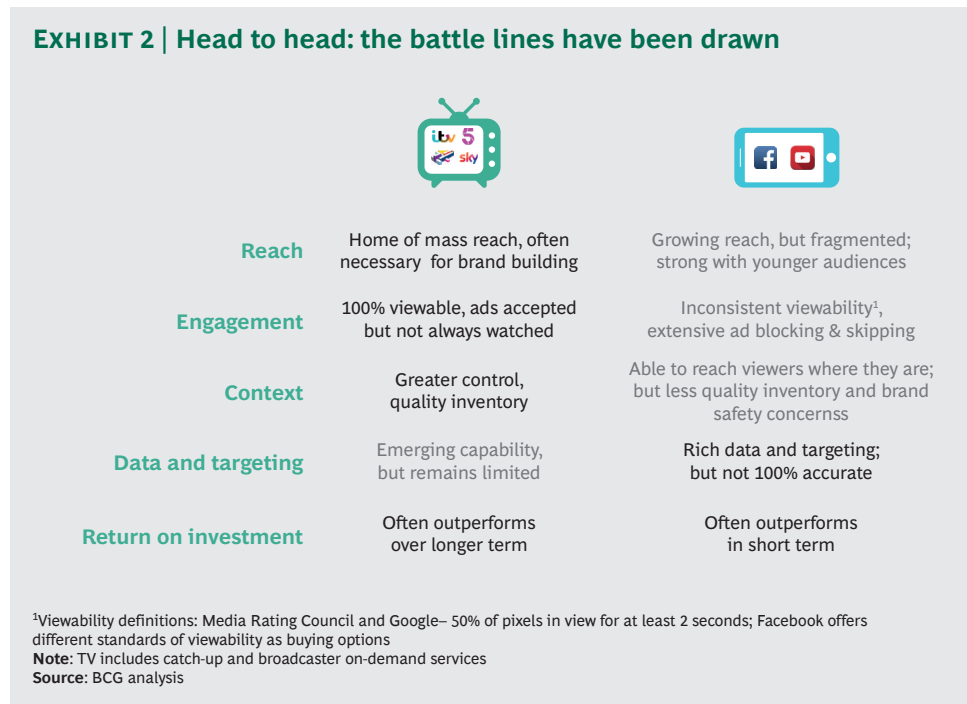 EXHIBIT 2 | Head to head: the battle lines have been drawn
itv 5
sky
Reach
Home of mass reach, often
necessary for brand building
Growing reach, but fragmented;
strong with younger audiences
Engagement
100% viewable, ads accepted
but not always watched
Inconsistent viewability¹,
extensive ad blocking & skipping
Context
Greater control,
quality inventory
Able to reach viewers where they are;
but less quality inventory and brand
safety concernss
Data and targeting
Emerging capability,
but remains limited
Rich data and targeting;
but not 100% accurate
Return on investment
Often outperforms
over longer term
Often outperforms
in short term
¹Viewability definitions: Media Rating Council and Google– 50% of pixels in view for at least 2 seconds; Facebook offers
different standards of viewability as buying options
Note: TV includes catch-up and broadcaster on-demand services
Source: BCG analysis